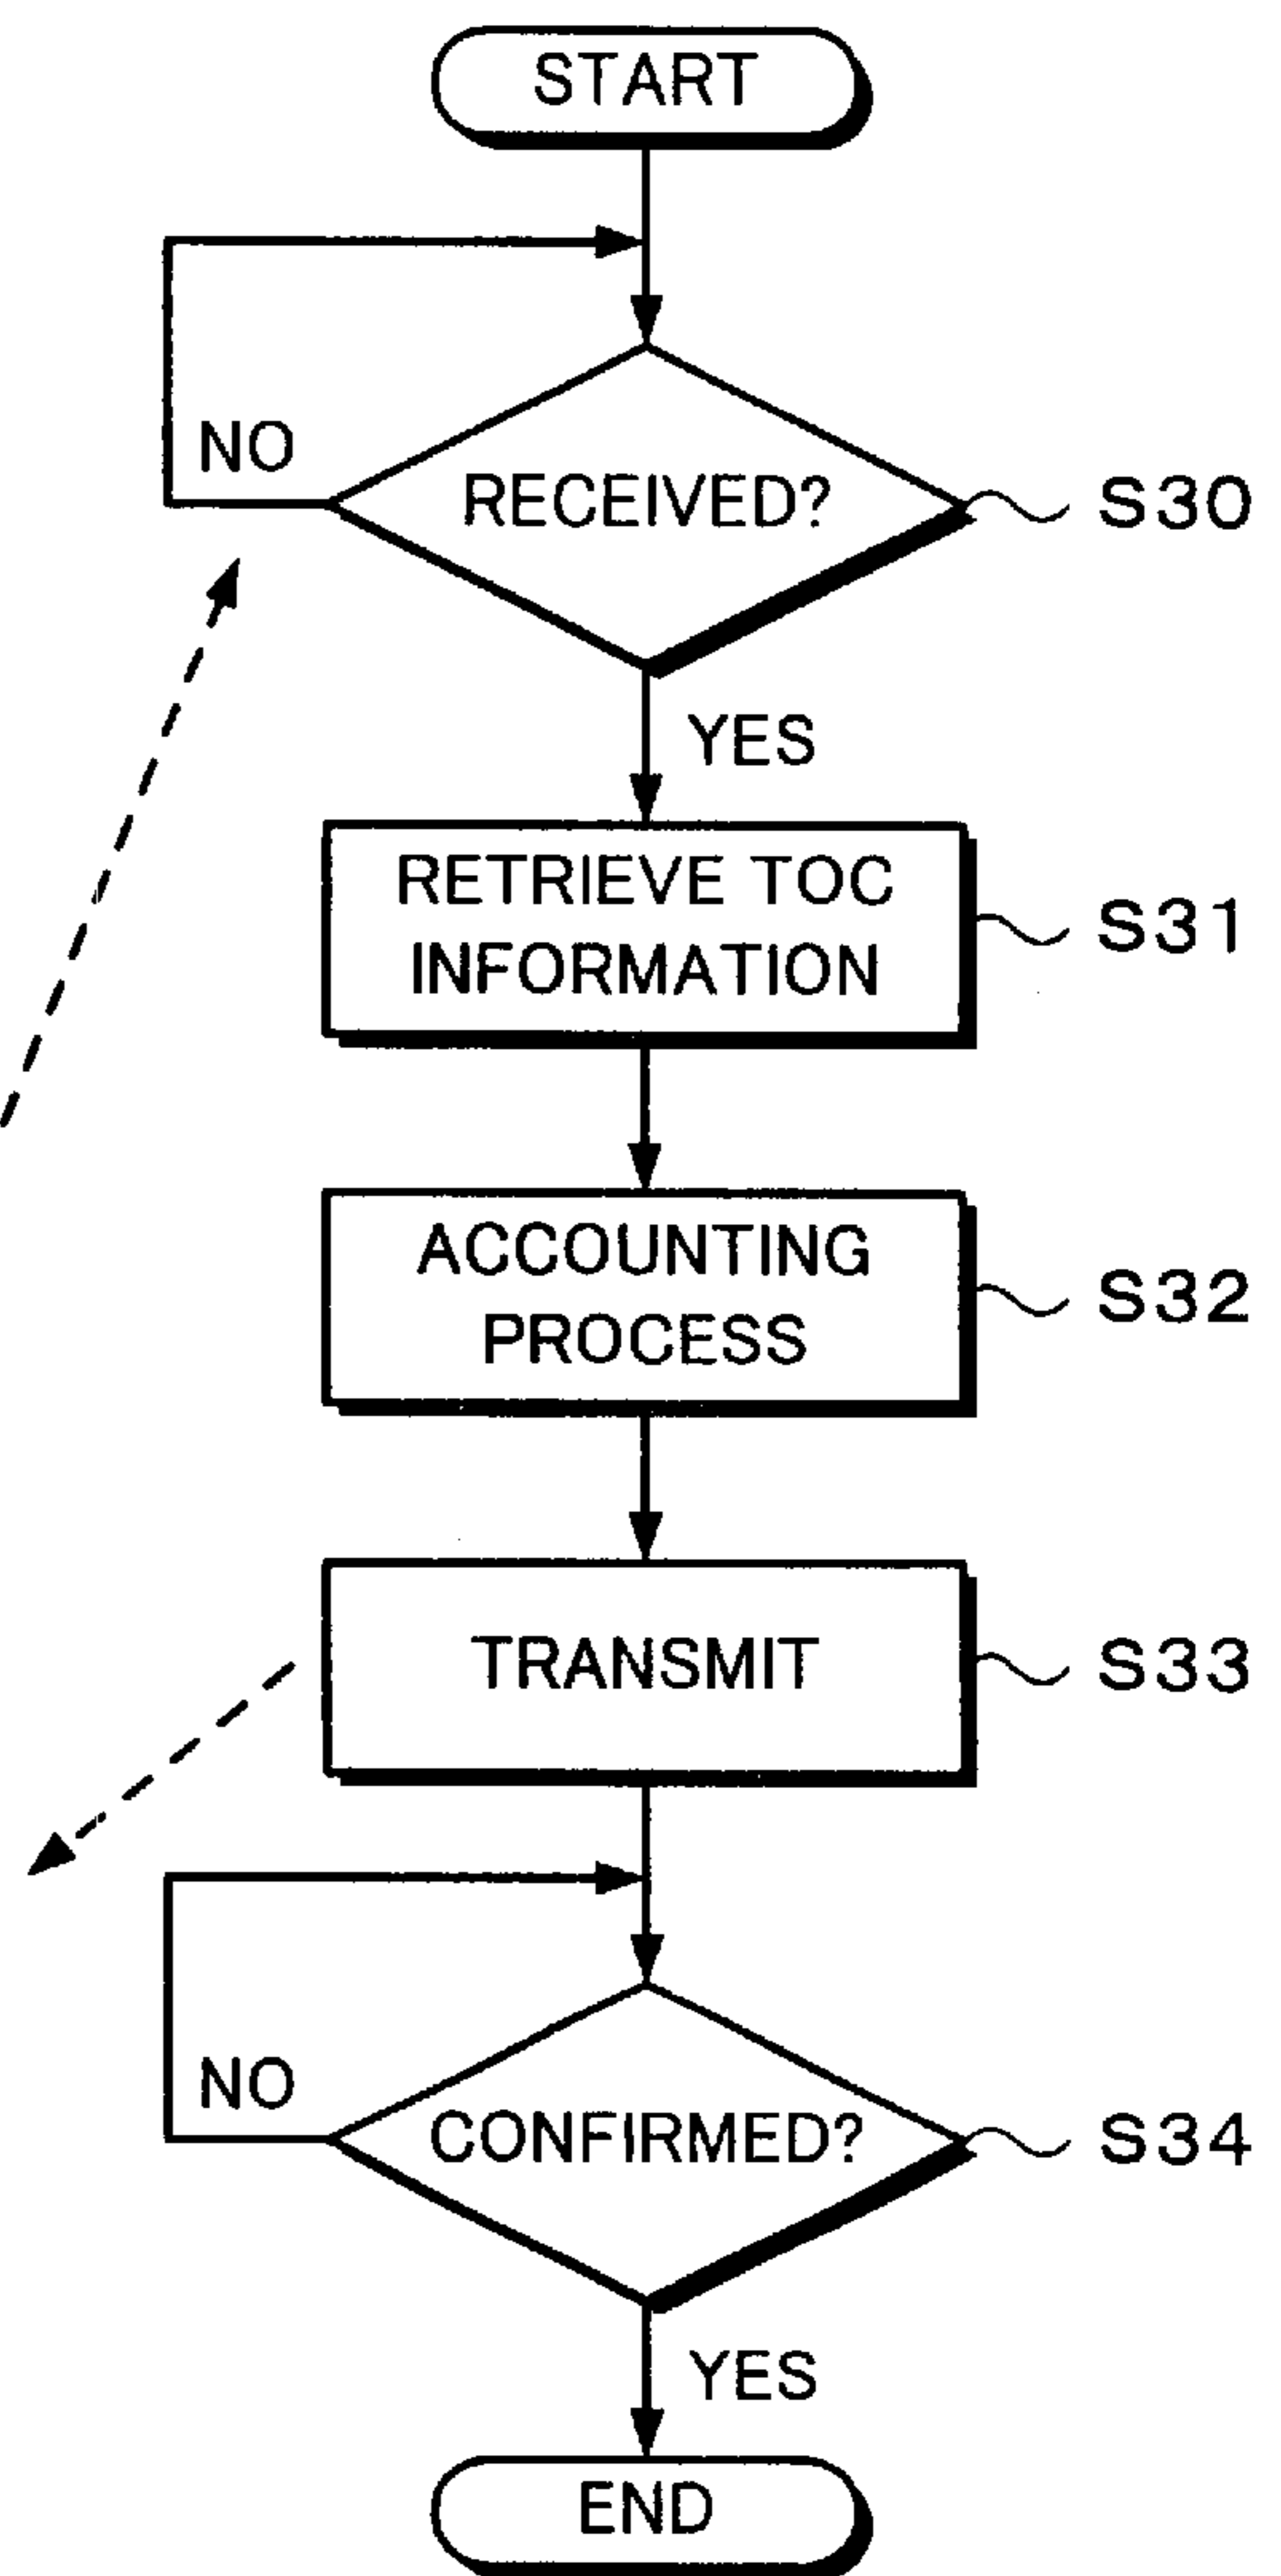 START
NO
RECEIVED?
S30
YES
RETRIEVE TOC
INFORMATION
S31
ACCOUNTING
PROCESS
S32
TRANSMIT
S33
NO
CONFIRMED?
S34
YES
END